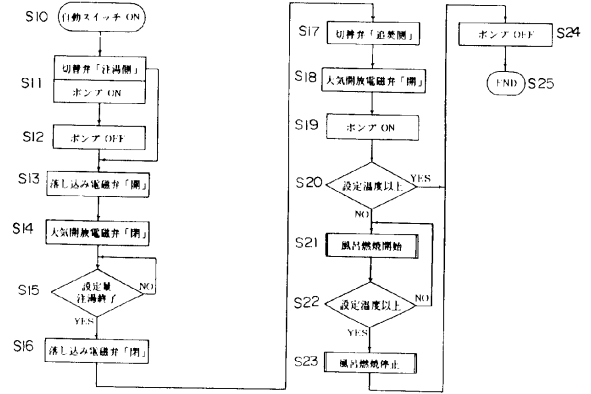 S10
自動スイッチ ON
S11
切替弁「注湯側」
ポンプ ON
S12
ポンプ OFF
S13
落し込み電磁弁「開」
S14
大気開放電磁弁「閉」
S15
設定量
注湯終了
NO
YES
S16
落し込み電磁弁「閉」
S17
切替弁「追焚側」
S18
大気開放電磁弁「閉」
S19
ポンプ ON
S20
設定温度以上
YES
NO
S21
風呂燃焼開始
S22
設定温度以上
NO
YES
S23
風呂燃焼停止
S24
ポンプ OFF
END
S25